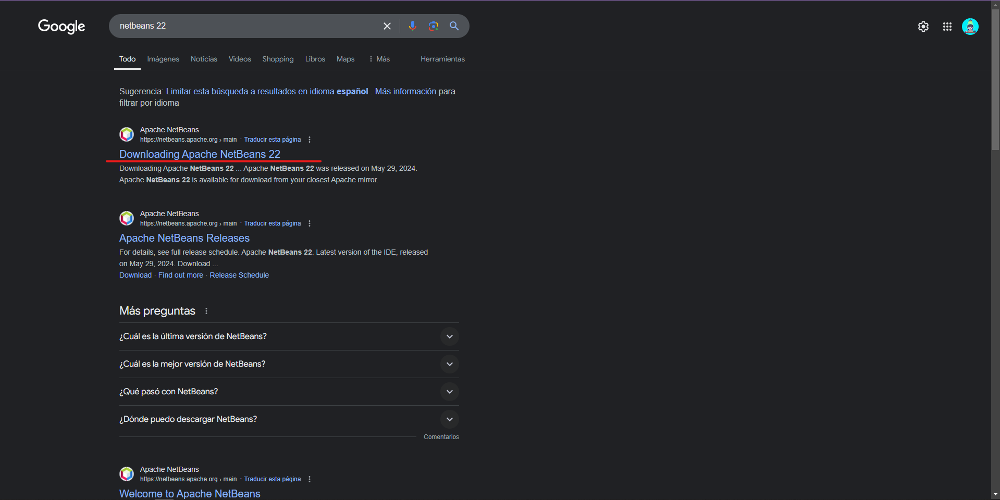 Google
netbeans 22
Todo Imágenes Noticias Videos Shopping Libros Maps Más Herramientas
Sugerencia: Limitar esta búsqueda a resultados en idioma español . Más información para
filtrar por idioma
Apache NetBeans
https://netbeans.apache.org › main · Traducir esta página
Downloading Apache NetBeans 22
Downloading Apache NetBeans 22 ... Apache NetBeans 22 was released on May 29, 2024.
Apache NetBeans 22 is available for download from your closest Apache mirror.
Apache NetBeans
https://netbeans.apache.org › main · Traducir esta página
Apache NetBeans Releases
For details, see full release schedule. Apache NetBeans 22. Latest version of the IDE, released
on May 29, 2024. Download ...
Download · Find out more · Release Schedule
Más preguntas
¿Cuál es la última versión de NetBeans?
¿Cuál es la mejor versión de NetBeans?
¿Qué pasó con NetBeans?
¿Dónde puedo descargar NetBeans?
Comentarios
Apache NetBeans
https://netbeans.apache.org › main · Traducir esta página
Welcome to Apache NetBeans